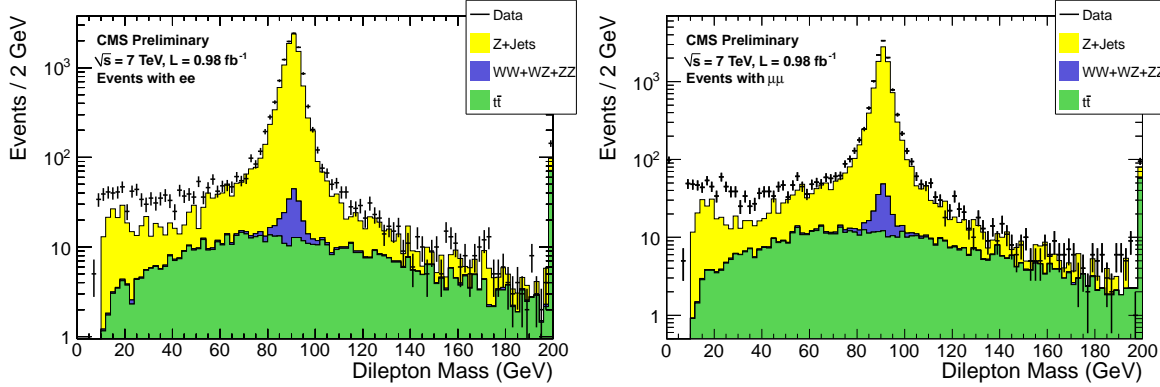 Events / 2 GeV
10³
10²
10
1
CMS Preliminary
√s = 7 TeV, L = 0.98 fb⁻¹
Events with ee
Data
Z+Jets
WW+WZ+ZZ
tt̄
0 20 40 60 80 100 120 140 160 180 200
Dilepton Mass (GeV)
Events / 2 GeV
10³
10²
10
1
CMS Preliminary
√s = 7 TeV, L = 0.98 fb⁻¹
Events with μμ
Data
Z+Jets
WW+WZ+ZZ
tt̄
0 20 40 60 80 100 120 140 160 180 200
Dilepton Mass (GeV)